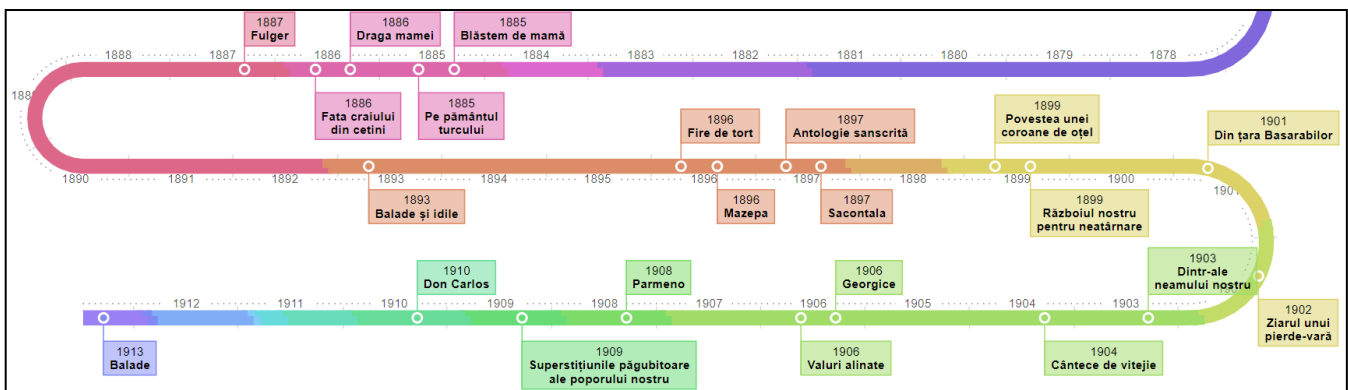 1887
Fulger
1886
Draga mamei
1885
Blăstem de mamă
1888
1887
1886
1885
1884
1883
1882
1881
1880
1879
1878
1886
Fata craiului
din cetini
1885
Pe pământul
turcului
1896
Fire de tort
1897
Antologie sanscrită
1899
Povestea unei
coroane de oțel
1901
Din țara Basarabilor
1890
1891
1892
1893
1894
1895
1896
1897
1898
1899
1900
1901
1893
Balade și idile
1896
Mazepa
1897
Sacontala
1899
Războiul nostru
pentru neatârnare
1910
Don Carlos
1908
Parmeno
1906
Georgice
1903
Dintr-ale
neamului nostru
1912
1911
1910
1909
1908
1907
1906
1905
1904
1903
1902
Ziarul unui
pierde-vară
1913
Balade
1909
Superstițiunile păgubitoare
ale poporului nostru
1906
Valuri alinate
1904
Cântece de vitejie